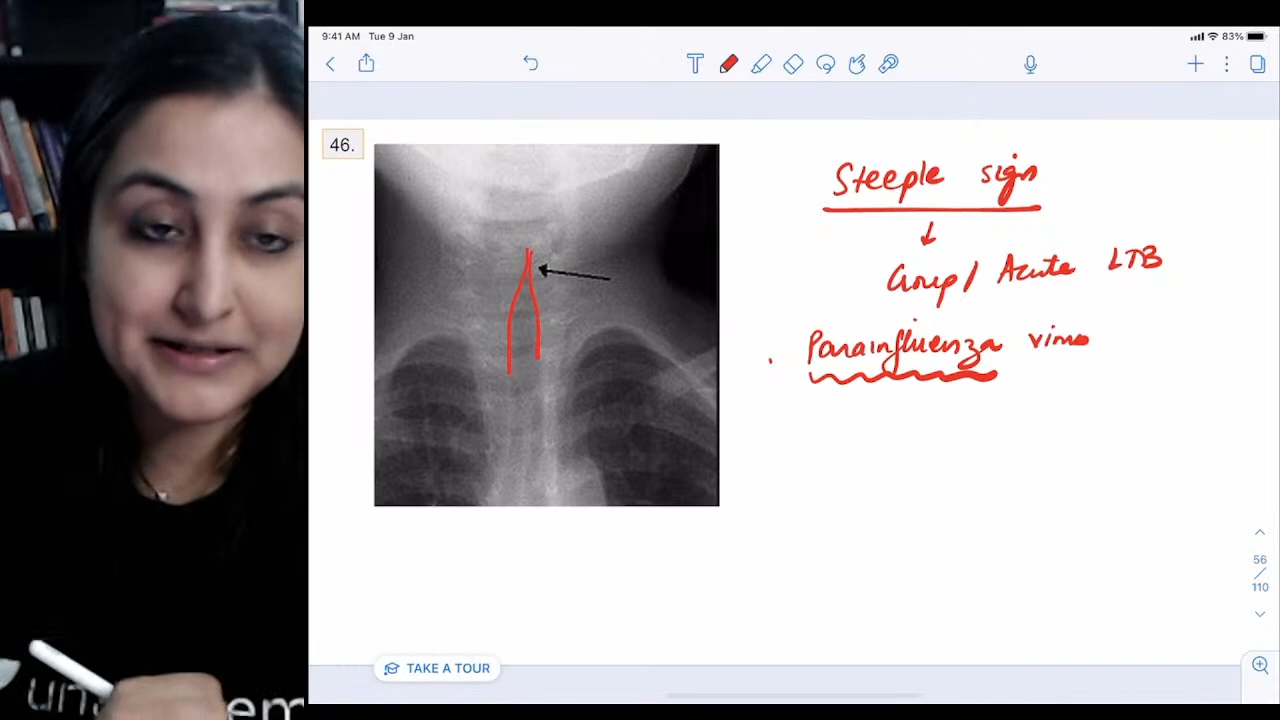 9:41 AM Tue 9 Jan
83%
46.
Steeple sign
↓
Croup/ Acute LTB
Parainfluenza virus
56
/
110
TAKE A TOUR